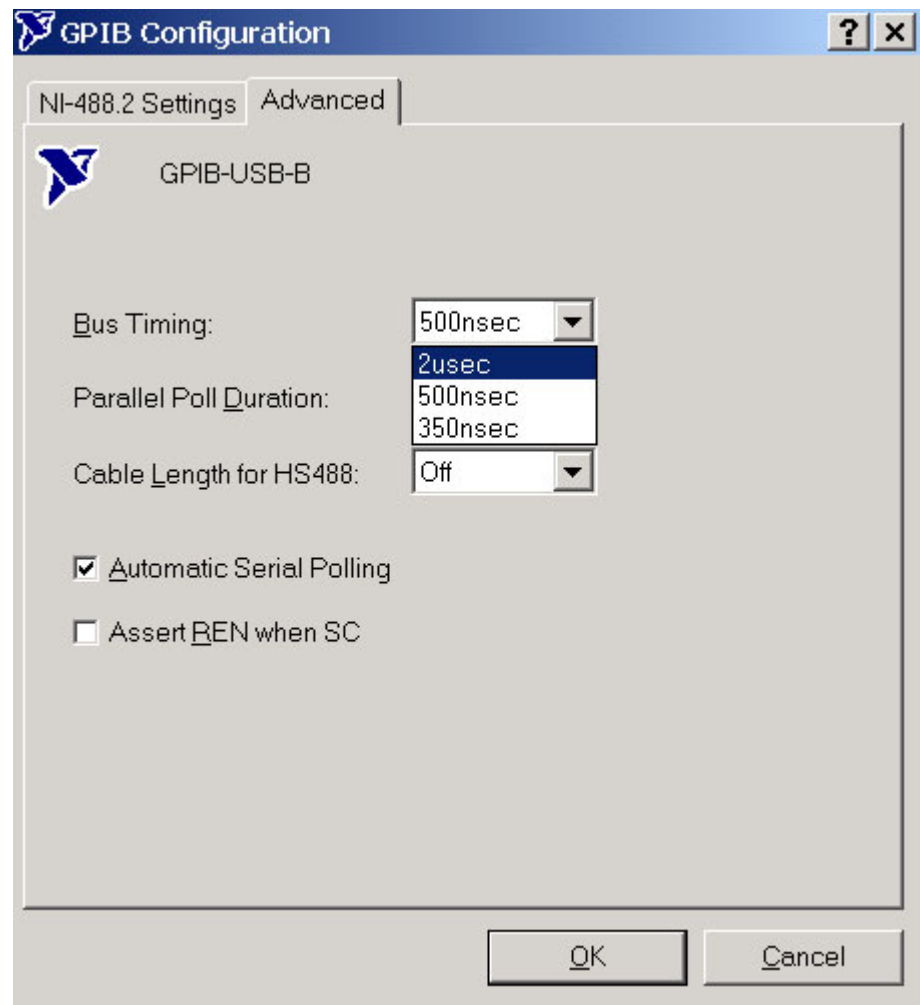 GPIB Configuration
NI-488.2 Settings Advanced
GPIB-USB-B
Bus Timing: 500nsec
2usec
Parallel Poll Duration: 500nsec
350nsec
Cable Length for HS488: Off
Automatic Serial Polling
Assert REN when SC
OK Cancel